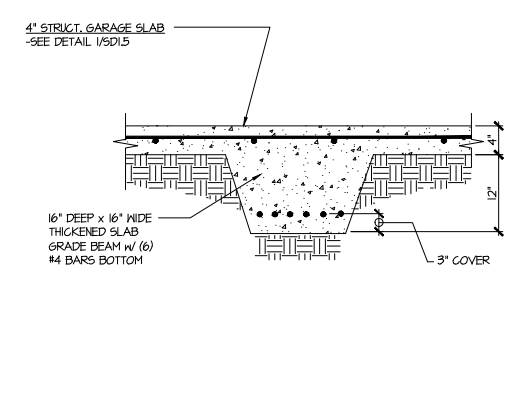 4" STRUCT. GARAGE SLAB
-SEE DETAIL 1/SD1.5
4"
12"
16" DEEP x 16" WIDE
THICKENED SLAB
GRADE BEAM w/ (6)
#4 BARS BOTTOM
3" COVER